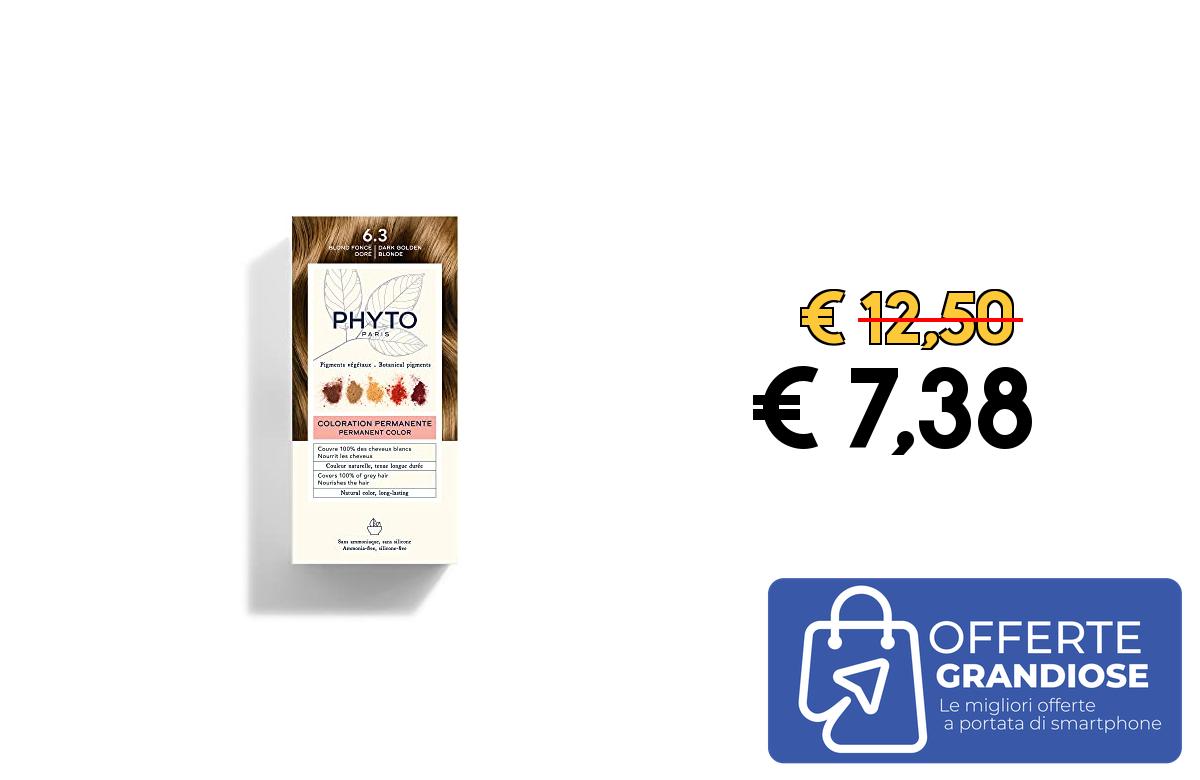 6.3
BLOND FONCÉ | DARK GOLDEN
DORÉ | BLONDE
PHYTO
PARIS
Pigments végétaux . Botanical pigments
COLORATION PERMANENTE
PERMANENT COLOR
Couvre 100% des cheveux blancs
Nourrit les cheveux
Couleur naturelle, tenue longue durée
Covers 100% of grey hair
Nourishes the hair
Natural color, long-lasting
Sans ammoniaque, sans silicone
Ammonia-free, silicone-free
€ 12,50
€ 7,38
OFFERTE
GRANDIOSE
Le migliori offerte
a portata di smartphone